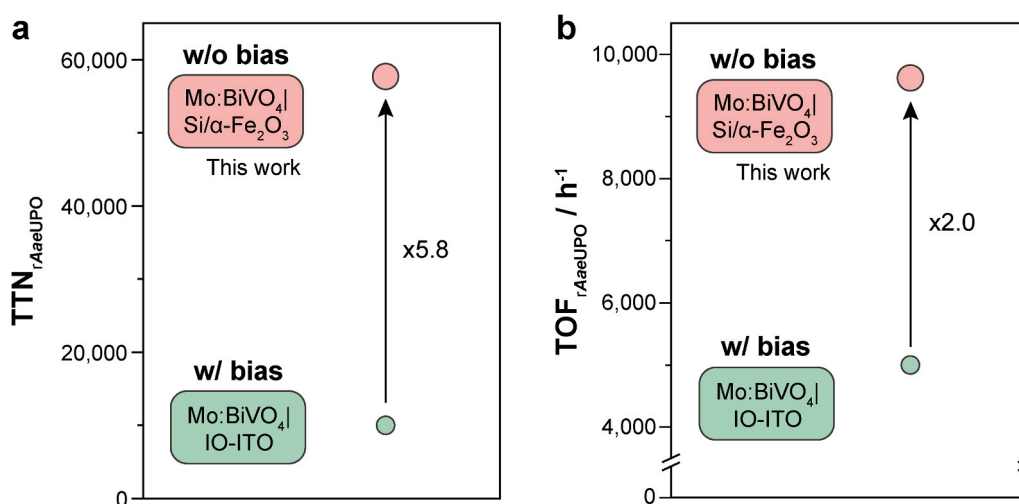 a
TTN_rAaeUPO
60,000
40,000
20,000
0
w/o bias
Mo:BiVO₄|
Si/α-Fe₂O₃
This work
x5.8
w/ bias
Mo:BiVO₄|
IO-ITO
b
TOF_rAaeUPO / h⁻¹
10,000
8,000
6,000
4,000
0
w/o bias
Mo:BiVO₄|
Si/α-Fe₂O₃
This work
x2.0
w/ bias
Mo:BiVO₄|
IO-ITO